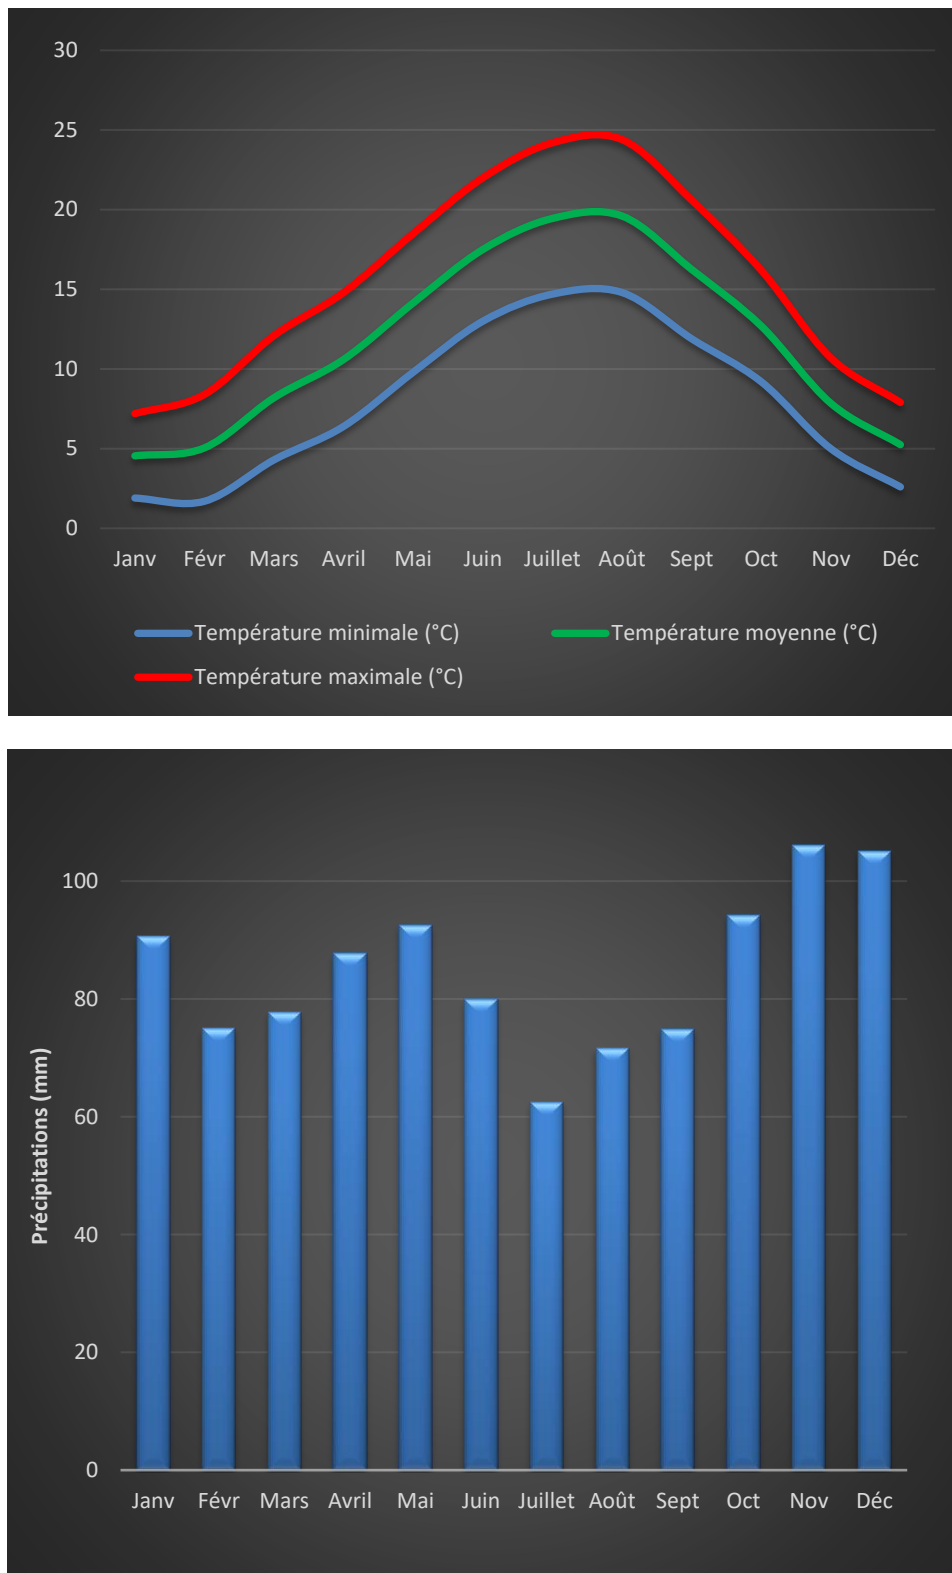 30
25
20
15
10
5
0
Janv Févr Mars Avril Mai Juin Juillet Août Sept Oct Nov Déc
Température minimale (°C) Température moyenne (°C)
Température maximale (°C)
Précipitations (mm)
100
80
60
40
20
0
Janv Févr Mars Avril Mai Juin Juillet Août Sept Oct Nov Déc